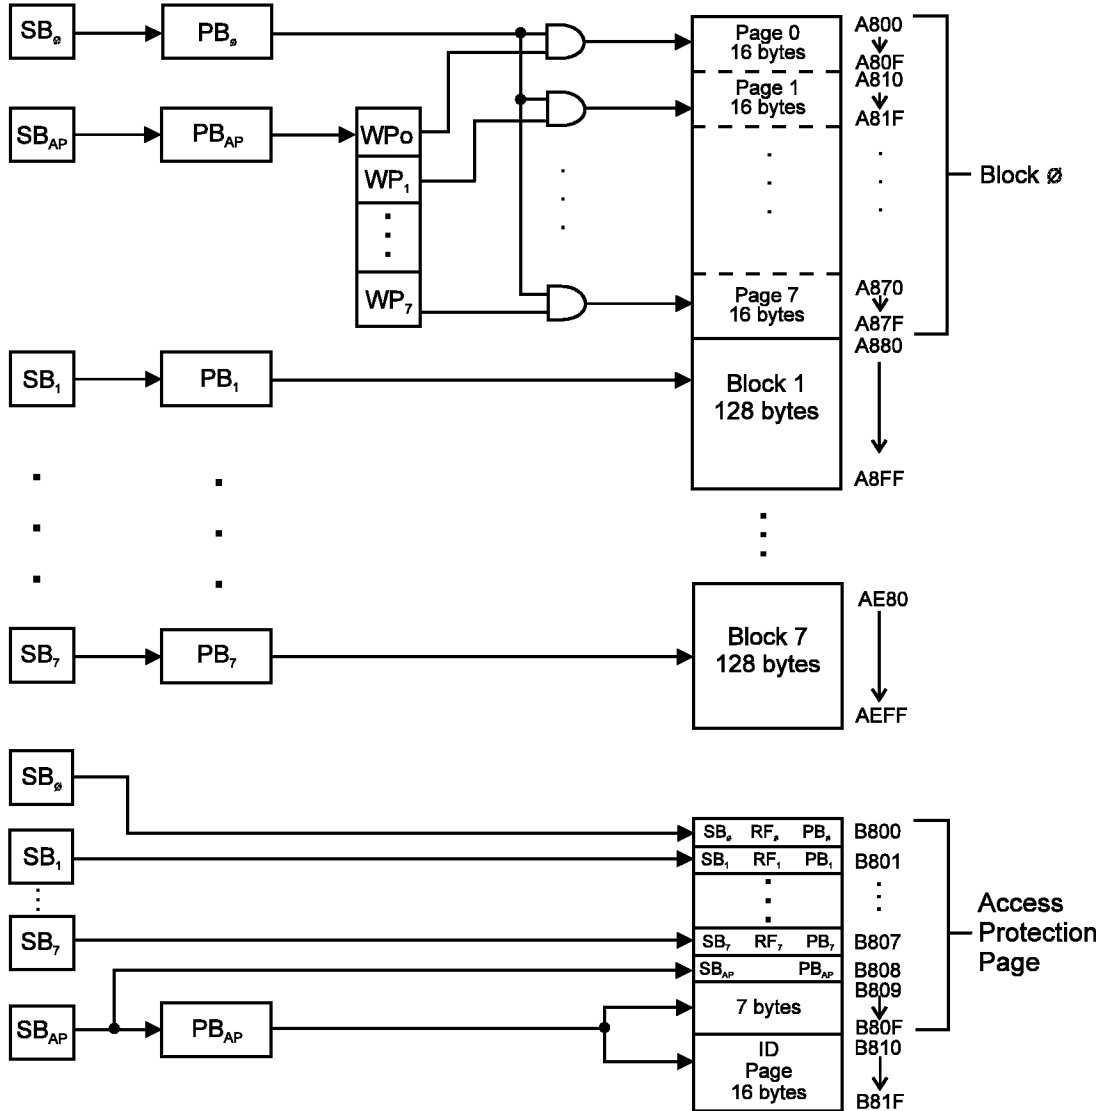 SBø
PBø
Page 0
16 bytes
A800
A80F
SBAP
PBAP
WPo
Page 1
16 bytes
A810
A81F
WP1
Block ø
WP7
Page 7
16 bytes
A870
A87F
SB1
PB1
Block 1
128 bytes
A880
A8FF
SB7
PB7
Block 7
128 bytes
AE80
AEFF
SBø
SBø RFø PBø B800
SB1
SB1 RF1 PB1 B801
SB7
SB7 RF7 PB7 B807
SBAP PBAP B808
Access
Protection
Page
SBAP
PBAP
7 bytes
B809
B80F
ID
Page
16 bytes
B810
B81F